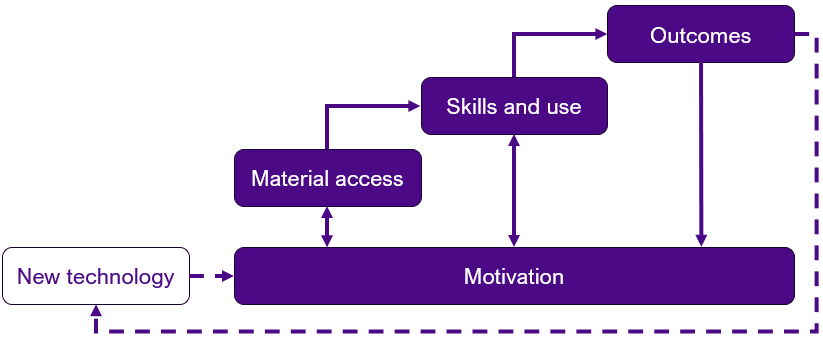 Outcomes
Skills and use
Material access
New technology
Motivation